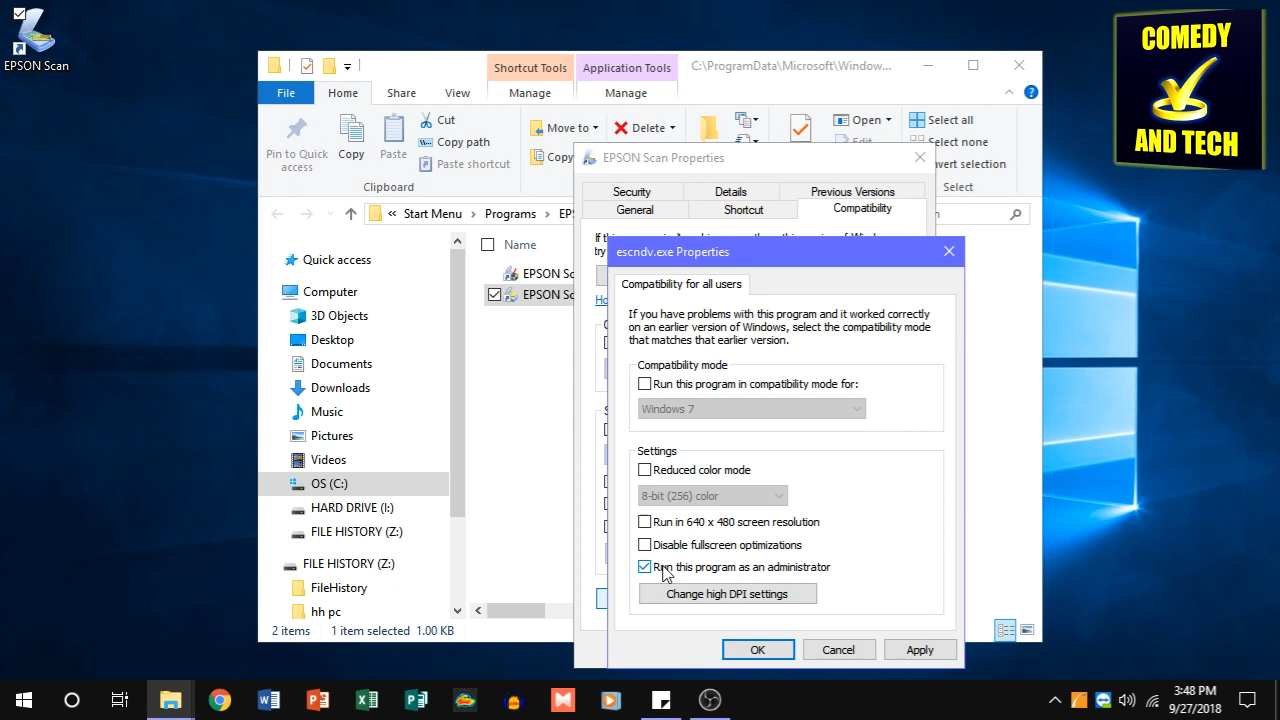 EPSON Scan
COMEDY
AND TECH
Shortcut Tools
Application Tools
C:\ProgramData\Microsoft\Window...
File
Home
Share
View
Manage
Manage
Pin to Quick
access
Copy
Paste
Cut
Copy path
Paste shortcut
Clipboard
Move to
Delete
Copy
Open
Edit
Select all
Select none
vert selection
Select
« Start Menu > Programs > EP
Quick access
Computer
3D Objects
Desktop
Documents
Downloads
Music
Pictures
Videos
OS (C:)
HARD DRIVE (I:)
FILE HISTORY (Z:)
FILE HISTORY (Z:)
FileHistory
hh pc
Name
EPSON Sc
EPSON Sc
2 items
1 item selected 1.00 KB
EPSON Scan Properties
Security
Details
Previous Versions
General
Shortcut
Compatibility
If th
try
Ho
escndv.exe Properties
Compatibility for all users
If you have problems with this program and it worked correctly
on an earlier version of Windows, select the compatibility mode
that matches that earlier version.
Compatibility mode
Run this program in compatibility mode for:
Windows 7
Settings
Reduced color mode
8-bit (256) color
Run in 640 x 480 screen resolution
Disable fullscreen optimizations
Run this program as an administrator
Change high DPI settings
OK
Cancel
Apply
3:48 PM
9/27/2018